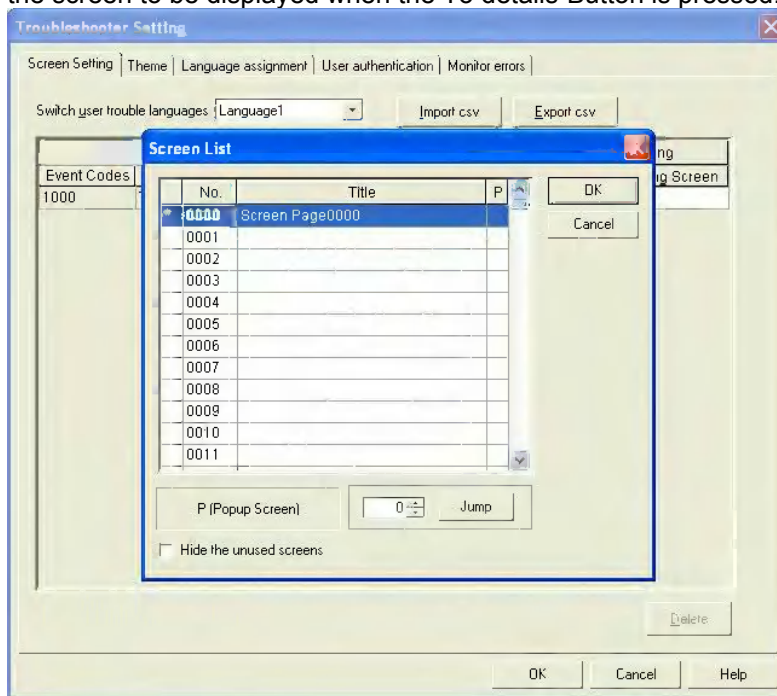 the screen to be displayed when the To details Button is pressed.
Troubleshooter Setting
Screen Setting Theme Language assignment User authentication Monitor errors
Switch user trouble languages Language1 Import csv Export csv
Screen List
ng
Event Codes
g Screen
1000
No. Title P
OK
0000 Screen Page0000
Cancel
0001
0002
0003
0004
0005
0006
0007
0008
0009
0010
0011
P (Popup Screen) 0 Jump
Hide the unused screens
Delete
OK Cancel Help